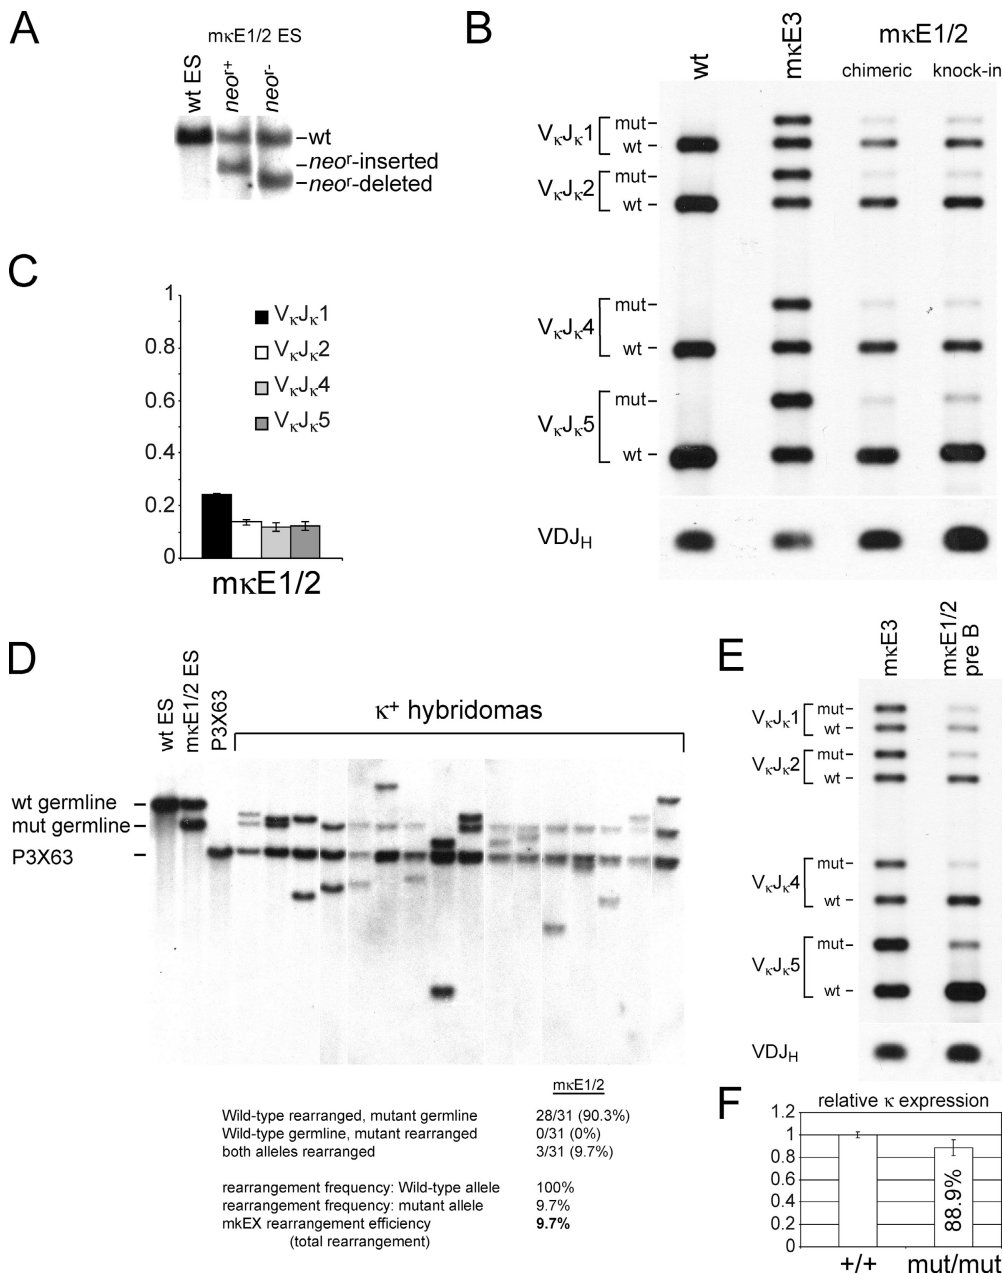 A
mκE1/2 ES
wt ES
neoʳ⁺
neoʳ⁻
wt
neoʳ-inserted
neoʳ-deleted
B
wt
mκE3
mκE1/2
chimeric
knock-in
VκJκ1
mut
wt
VκJκ2
mut
wt
VκJκ4
mut
wt
VκJκ5
mut
wt
VDJH
C
1
0.8
0.6
0.4
0.2
0
VκJκ1
VκJκ2
VκJκ4
VκJκ5
mκE1/2
D
wt ES
mκE1/2 ES
P3X63
κ⁺ hybridomas
wt germline
mut germline
P3X63
mκE1/2
Wild-type rearranged, mutant germline 28/31 (90.3%)
Wild-type germline, mutant rearranged 0/31 (0%)
both alleles rearranged 3/31 (9.7%)
rearrangement frequency: Wild-type allele 100%
rearrangement frequency: mutant allele 9.7%
mkEX rearrangement efficiency 9.7%
(total rearrangement)
E
mκE3
mκE1/2
pre B
VκJκ1
mut
wt
VκJκ2
mut
wt
VκJκ4
mut
wt
VκJκ5
mut
wt
VDJH
F
relative κ expression
1.2
1
0.8
0.6
0.4
0.2
0
88.9%
+/+
mut/mut